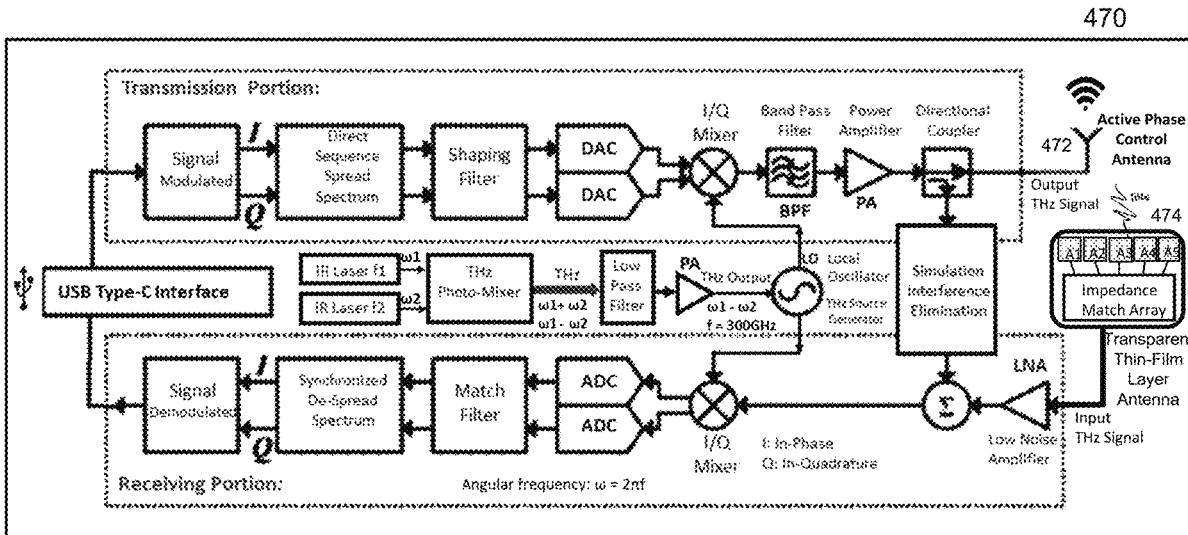 470
Transmission Portion:
Signal
Modulated
I
Q
Direct
Sequence
Spread
Spectrum
Shaping
Filter
DAC
DAC
I/Q
Mixer
Band Pass
Filter
BPF
Power
Amplifier
PA
Directional
Coupler
472
Active Phase
Control
Antenna
Output
THz Signal
474
A1 A2 A3 A4 A5
Impedance
Match Array
Transparen
Thin-Film
Layer
Antenna
USB Type-C Interface
IR Laser f1
IR Laser f2
ω1
ω2
THz
Photo-Mixer
ω1+ ω2
ω1 - ω2
Low
Pass
Filter
PA
THz Output
ω1 - ω2
f = 300GHz
LO
Local
Oscillator
THz Source
Generator
Simulation
Interference
Elimination
Signal
Demodulated
I
Q
Synchronized
De-Spread
Spectrum
Match
Filter
ADC
ADC
I/Q
Mixer
I: In-Phase
Q: In-Quadrature
Σ
LNA
Low Noise
Amplifier
Input
THz Signal
Receiving Portion:
Angular frequency: ω = 2πf